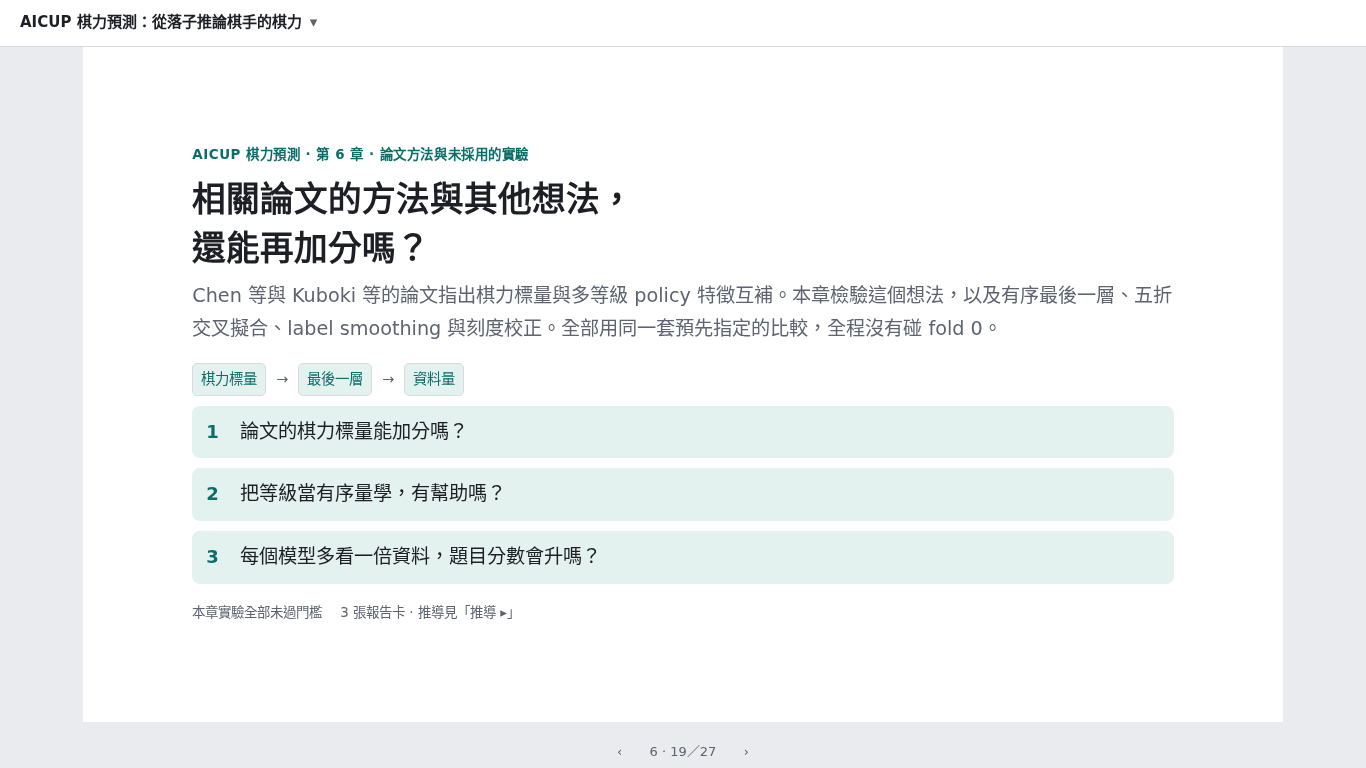 AICUP 棋力預測：從落子推論棋手的棋力 ▾
AICUP 棋力預測 · 第 6 章 · 論文方法與未採用的實驗
相關論文的方法與其他想法，
還能再加分嗎？
Chen 等與 Kuboki 等的論文指出棋力標量與多等級 policy 特徵互補。本章檢驗這個想法，以及有序最後一層、五折
交叉擬合、label smoothing 與刻度校正。全部用同一套預先指定的比較，全程沒有碰 fold 0。
棋力標量 → 最後一層 → 資料量
1 論文的棋力標量能加分嗎？
2 把等級當有序量學，有幫助嗎？
3 每個模型多看一倍資料，題目分數會升嗎？
本章實驗全部未過門檻 3 張報告卡 · 推導見「推導 ▸」
‹ 6 · 19／27 ›